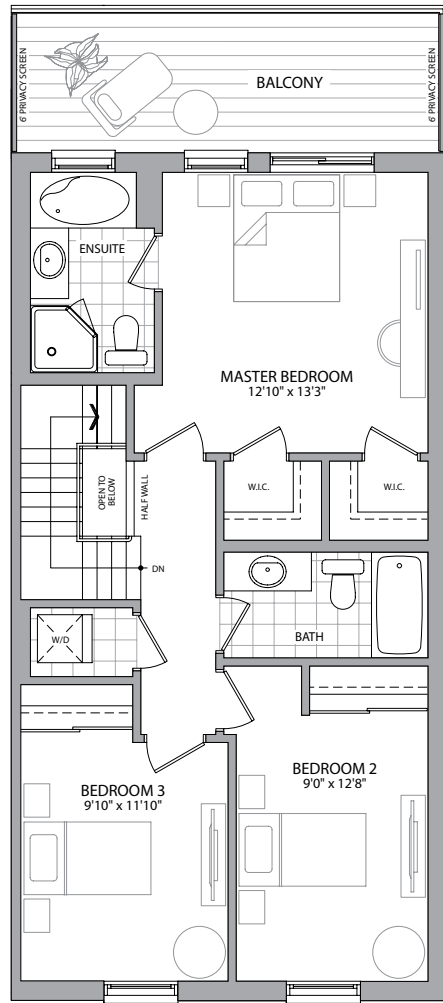 6' PRIVACY SCREEN
BALCONY
6' PRIVACY SCREEN
ENSUITE
MASTER BEDROOM
12'10" x 13'3"
W.I.C.
W.I.C.
OPEN TO
BELOW
HALF WALL
DN
W/D
BATH
BEDROOM 2
9'0" x 12'8"
BEDROOM 3
9'10" x 11'10"